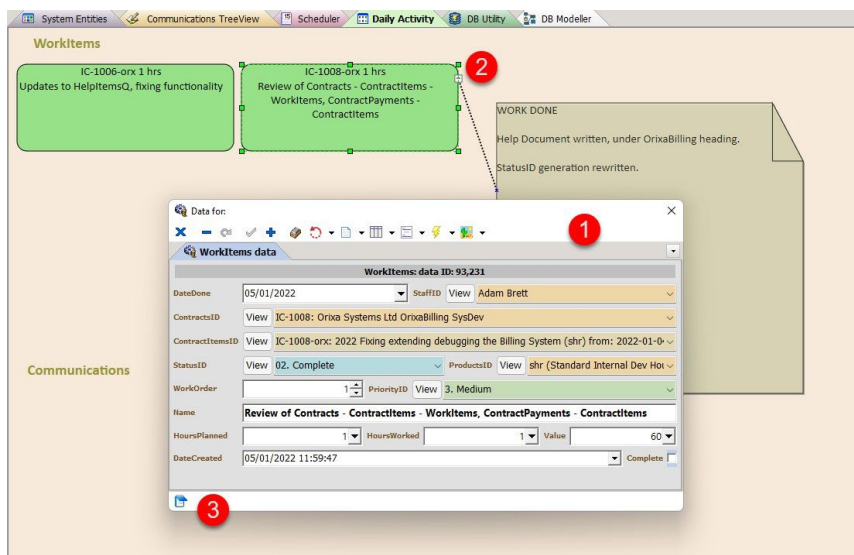 System Entities
Communications TreeView
Scheduler
Daily Activity
DB Utilty
DB Modeller
WorkItems
IC-1006-orx 1 hrs
Updates to HelpItemsQ, fixing functionality
IC-1008-orx 1 hrs
Review of Contracts - ContractItems -
WorkItems, ContractPayments -
ContractItems
2
WORK DONE
Help Document written, under OrixaBilling heading.
StatusID generation rewritten.
Data for:
1
WorkItems data
WorkItems: data ID: 93,231
DateDone 05/01/2022 StaffID View Adam Brett
ContractsID View IC-1008: Orixa Systems Ltd OrixaBilling SysDev
ContractItemsID View IC-1008-orx: 2022 Fixing extending debugging the Billing System (shr) from: 2022-01-0
StatusID View 02. Complete ProductsID View shr (Standard Internal Dev Hou
WorkOrder 1 PriorityID View 3. Medium
Name Review of Contracts - ContractItems - WorkItems, ContractPayments - ContractItems
HoursPlanned 1 HoursWorked 1 Value 60
DateCreated 05/01/2022 11:59:47 Complete
Communications
3